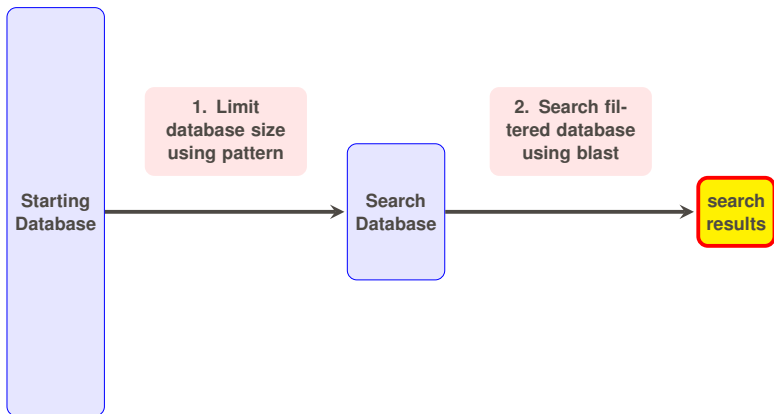 Starting
Database
1. Limit
database size
using pattern
Search
Database
2. Search fil-
tered database
using blast
search
results